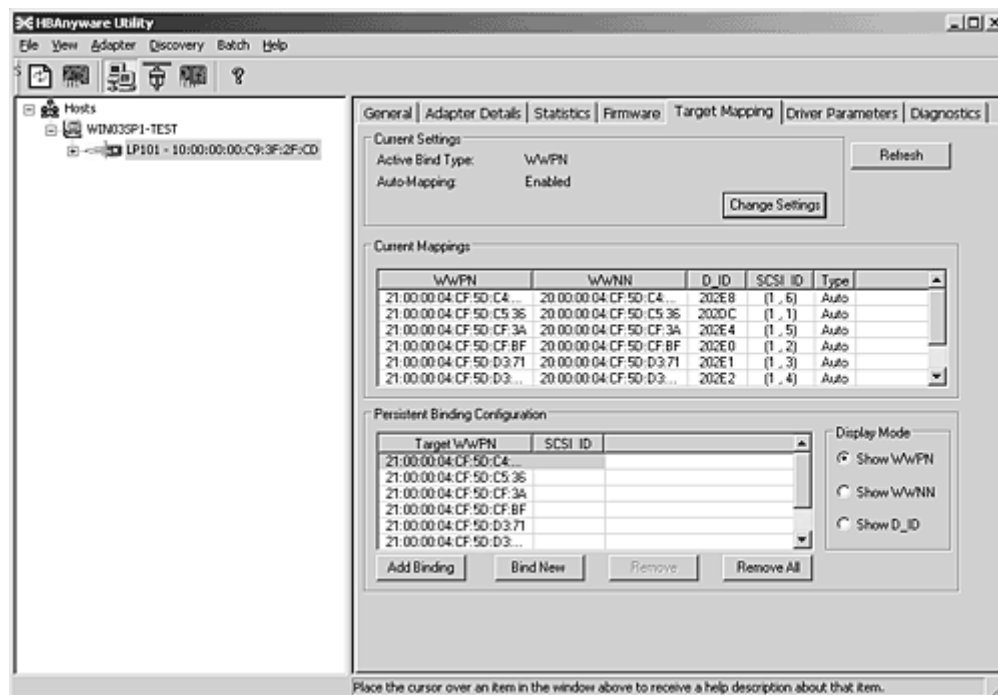 HBAnyware Utility
File View Adapter Discovery Batch Help
Hosts
WIN03SP1-TEST
LP101 - 10:00:00:00:C9:3F:2F:CD
General Adapter Details Statistics Firmware Target Mapping Driver Parameters Diagnostics
Current Settings
Active Bind Type: WWPN
Auto-Mapping: Enabled
Refresh
Change Settings
Current Mappings
WWPN WWNN D_ID SCSI ID Type
21:00:00:04:CF:5D:C4:... 20:00:00:04:CF:5D:C4:... 202E8 (1 , 6) Auto
21:00:00:04:CF:5D:C5:36 20:00:00:04:CF:5D:C5:36 202DC (1 , 1) Auto
21:00:00:04:CF:5D:CF:3A 20:00:00:04:CF:5D:CF:3A 202E4 (1 , 5) Auto
21:00:00:04:CF:5D:CF:BF 20:00:00:04:CF:5D:CF:BF 202E0 (1 , 2) Auto
21:00:00:04:CF:5D:D3:71 20:00:00:04:CF:5D:D3:71 202E1 (1 , 3) Auto
21:00:00:04:CF:5D:D3:... 20:00:00:04:CF:5D:D3:... 202E2 (1 , 4) Auto
Persistent Binding Configuration
Target WWPN SCSI ID
21:00:00:04:CF:5D:C4:...
21:00:00:04:CF:5D:C5:36
21:00:00:04:CF:5D:CF:3A
21:00:00:04:CF:5D:CF:BF
21:00:00:04:CF:5D:D3:71
21:00:00:04:CF:5D:D3:...
Display Mode
Show WWPN
Show WWNN
Show D_ID
Add Binding Bind New Remove Remove All
Place the cursor over an item in the window above to receive a help description about that item.